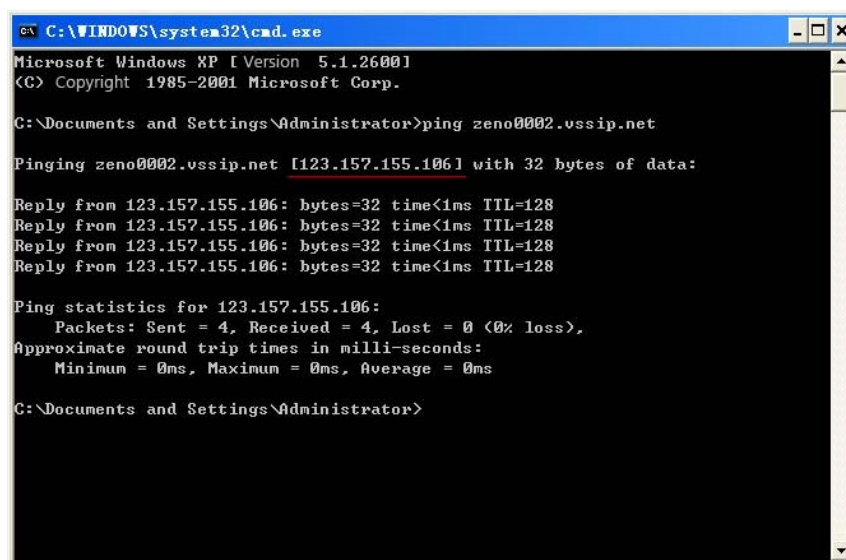 C:\WINDOWS\system32\cmd.exe
Microsoft Windows XP [ Version 5.1.2600]
(C) Copyright 1985-2001 Microsoft Corp.
C:\Documents and Settings\Administrator>ping zeno0002.vssip.net
Pinging zeno0002.vssip.net [123.157.155.106] with 32 bytes of data:
Reply from 123.157.155.106: bytes=32 time<1ms TTL=128
Reply from 123.157.155.106: bytes=32 time<1ms TTL=128
Reply from 123.157.155.106: bytes=32 time<1ms TTL=128
Reply from 123.157.155.106: bytes=32 time<1ms TTL=128
Ping statistics for 123.157.155.106:
    Packets: Sent = 4, Received = 4, Lost = 0 (0% loss),
Approximate round trip times in milli-seconds:
    Minimum = 0ms, Maximum = 0ms, Average = 0ms
C:\Documents and Settings\Administrator>